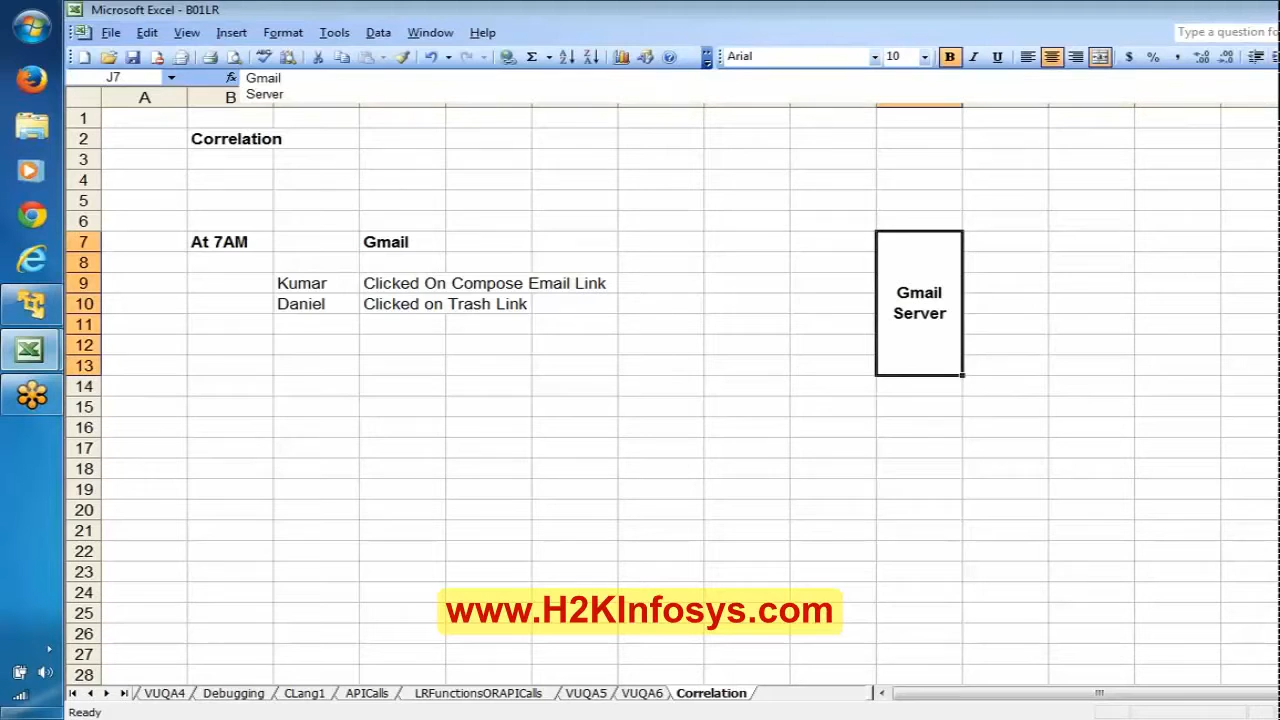 Microsoft Excel - B01LR
File Edit View Insert Format Tools Data Window Help
Type a question fo
Arial 10 B I U $ % ,
J7 fx Gmail
Server
A B
1
2 Correlation
3
4
5
6
7 At 7AM Gmail
8
9 Kumar Clicked On Compose Email Link
10 Daniel Clicked on Trash Link
Gmail
Server
11
12
13
14
15
16
17
18
19
20
21
22
23
24
25
26
27
28
www.H2KInfosys.com
VUQA4 Debugging CLang1 APICalls LRFunctionsORAPICalls VUQA5 VUQA6 Correlation
Ready